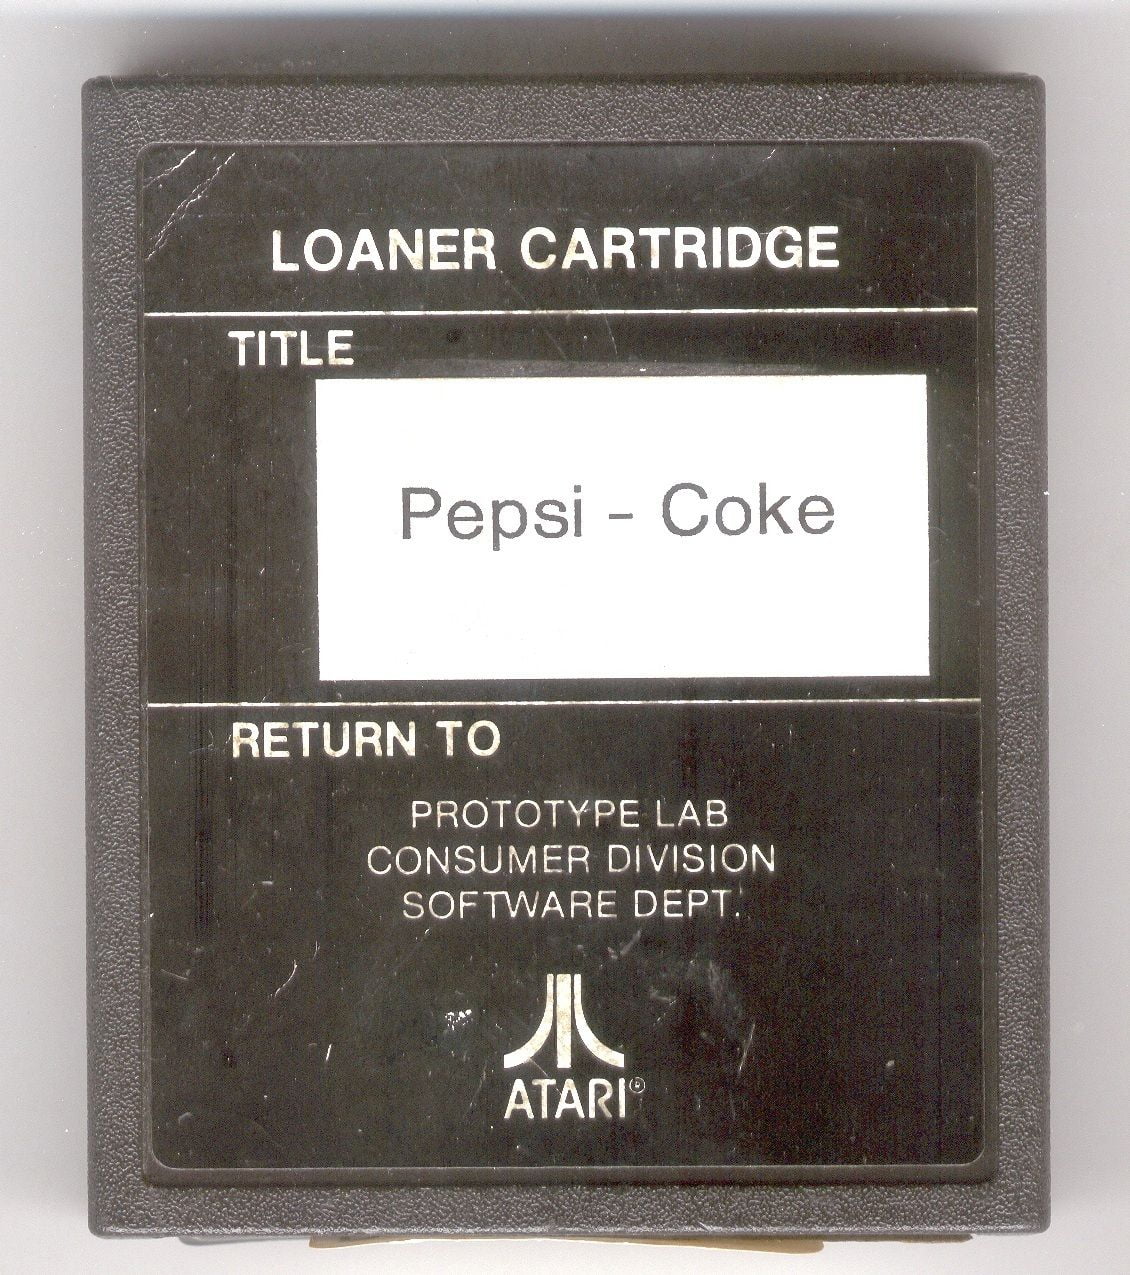 LOANER CARTRIDGE
TITLE
Pepsi - Coke
RETURN TO
PROTOTYPE LAB
CONSUMER DIVISION
SOFTWARE DEPT.
ATARI®